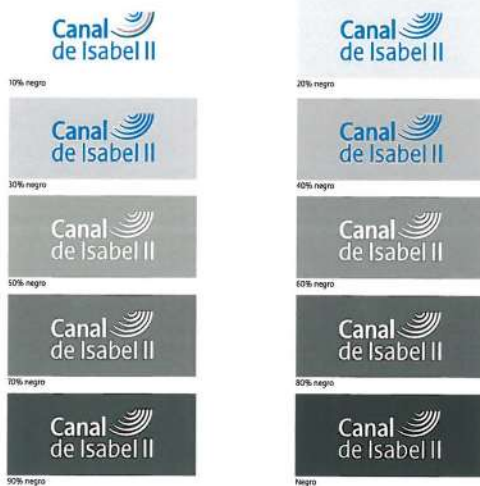 Canal
de Isabel II
10% negro
Canal
de Isabel II
20% negro
Canal
de Isabel II
30% negro
Canal
de Isabel II
40% negro
Canal
de Isabel II
50% negro
Canal
de Isabel II
60% negro
Canal
de Isabel II
70% negro
Canal
de Isabel II
80% negro
Canal
de Isabel II
90% negro
Canal
de Isabel II
Negro